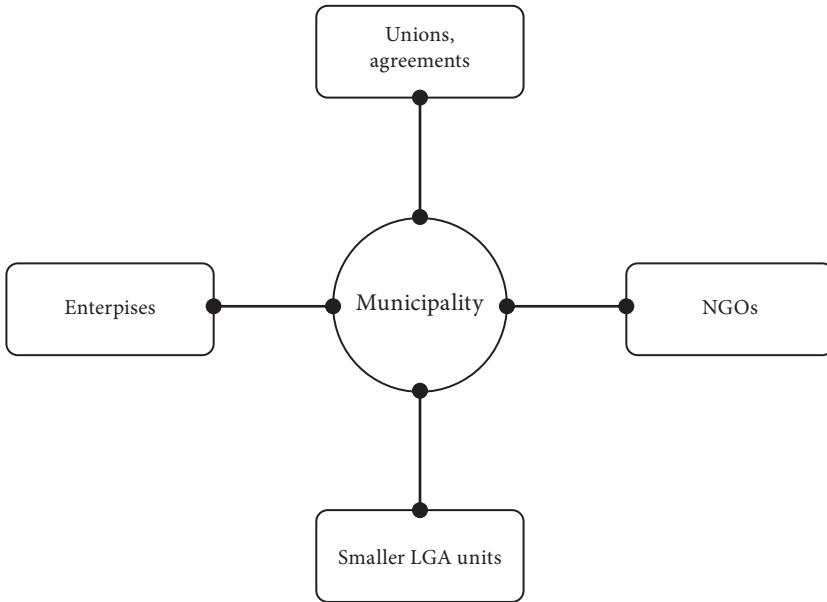 Unions,
agreements
Enterpises
Municipality
NGOs
Smaller LGA units